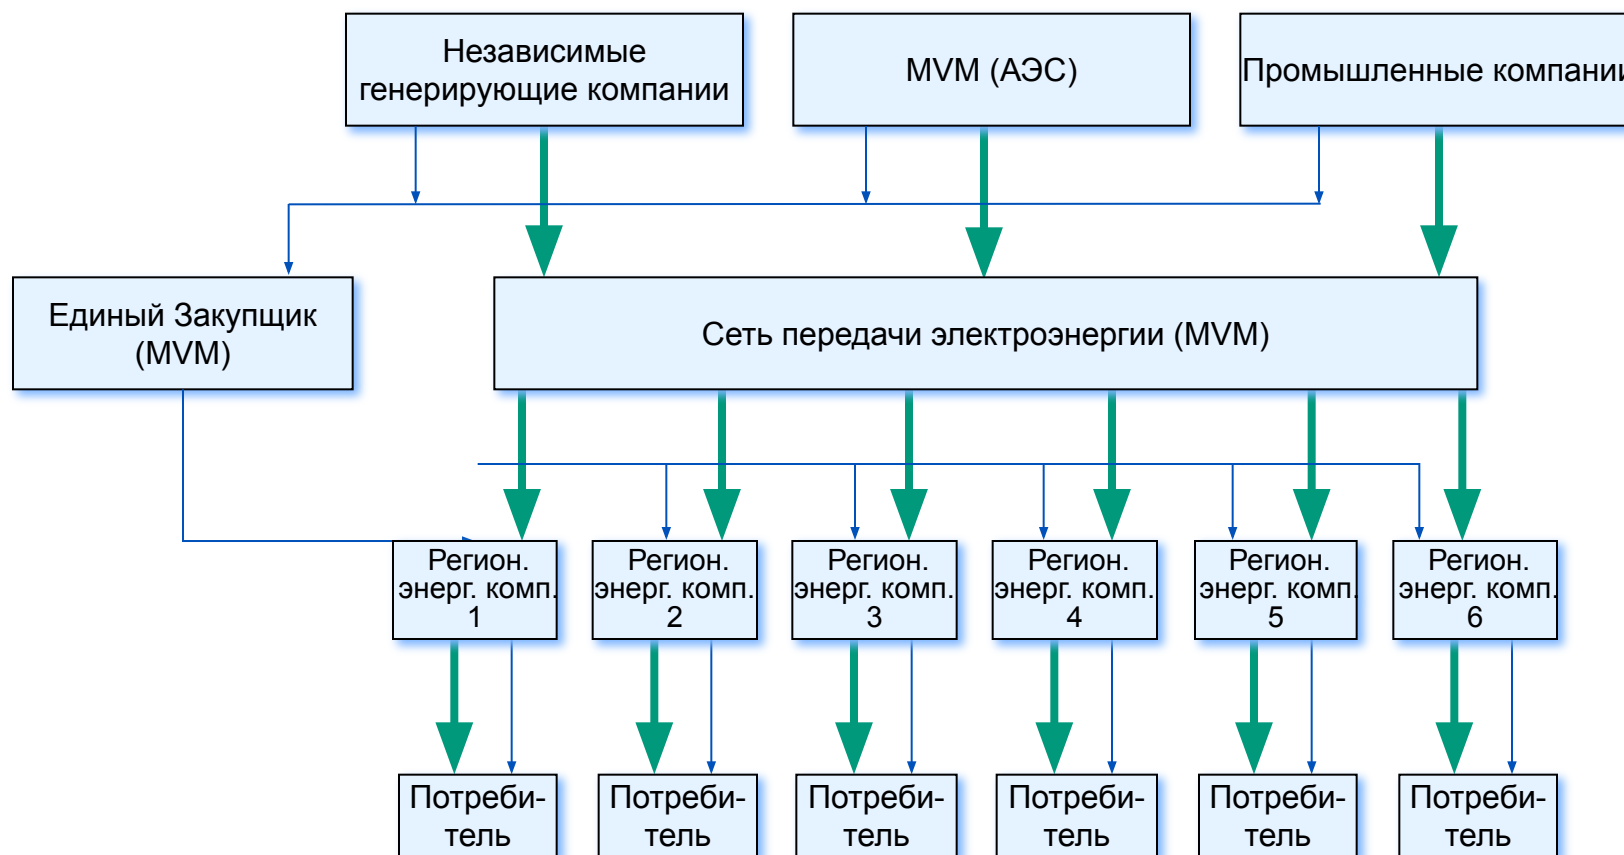 Независимые
генерирующие компании
MVM (АЭС)
Промышленные компании
Единый Закупщик
(MVM)
Сеть передачи электроэнергии (MVM)
Регион.
энерг. комп.
1
Регион.
энерг. комп.
2
Регион.
энерг. комп.
3
Регион.
энерг. комп.
4
Регион.
энерг. комп.
5
Регион.
энерг. комп.
6
Потреби-
тель
Потреби-
тель
Потреби-
тель
Потреби-
тель
Потреби-
тель
Потреби-
тель